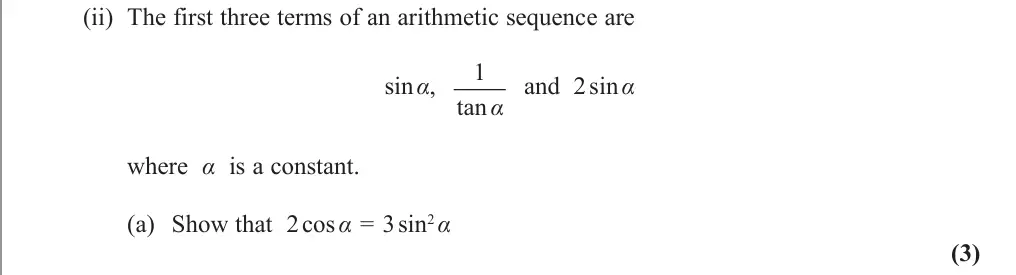 (ii) The first three terms of an arithmetic sequence are
sin α, 1/tan α and 2 sin α
where α is a constant.
(a) Show that 2 cos α = 3 sin² α
(3)